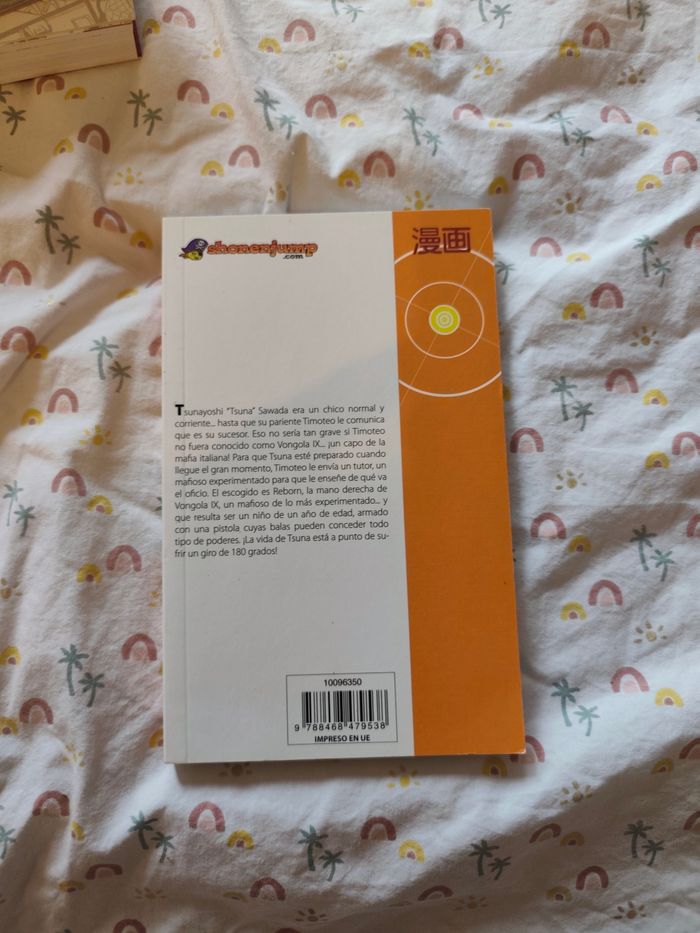 shonenjump
.com
漫画
Tsunayoshi "Tsuna" Sawada era un chico normal y
corriente... hasta que su pariente Timoteo le comunica
que es su sucesor. Eso no sería tan grave si Timoteo
no fuera conocido como Vongola IX... ¡un capo de la
mafia italiana! Para que Tsuna esté preparado cuando
llegue el gran momento, Timoteo le envía un tutor, un
mafioso experimentado para que le enseñe de qué va
el oficio. El escogido es Reborn, la mano derecha de
Vongola IX, un mafioso de lo más experimentado... y
que resulta ser un niño de un año de edad, armado
con una pistola cuyas balas pueden conceder todo
tipo de poderes. ¡La vida de Tsuna está a punto de su-
frir un giro de 180 grados!
10096350
9 788468 479538
IMPRESO EN UE